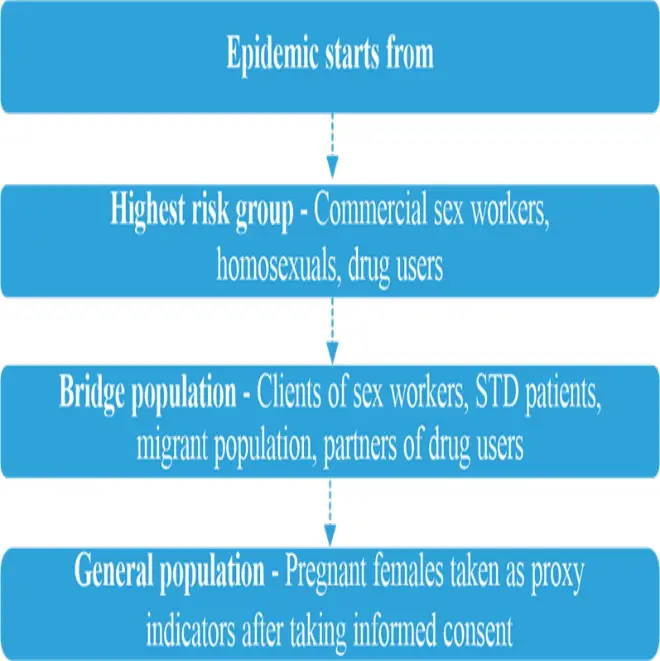 Epidemic starts from
Highest risk group - Commercial sex workers,
homosexuals, drug users
Bridge population - Clients of sex workers, STD patients,
migrant population, partners of drug users
General population - Pregnant females taken as proxy
indicators after taking informed consent